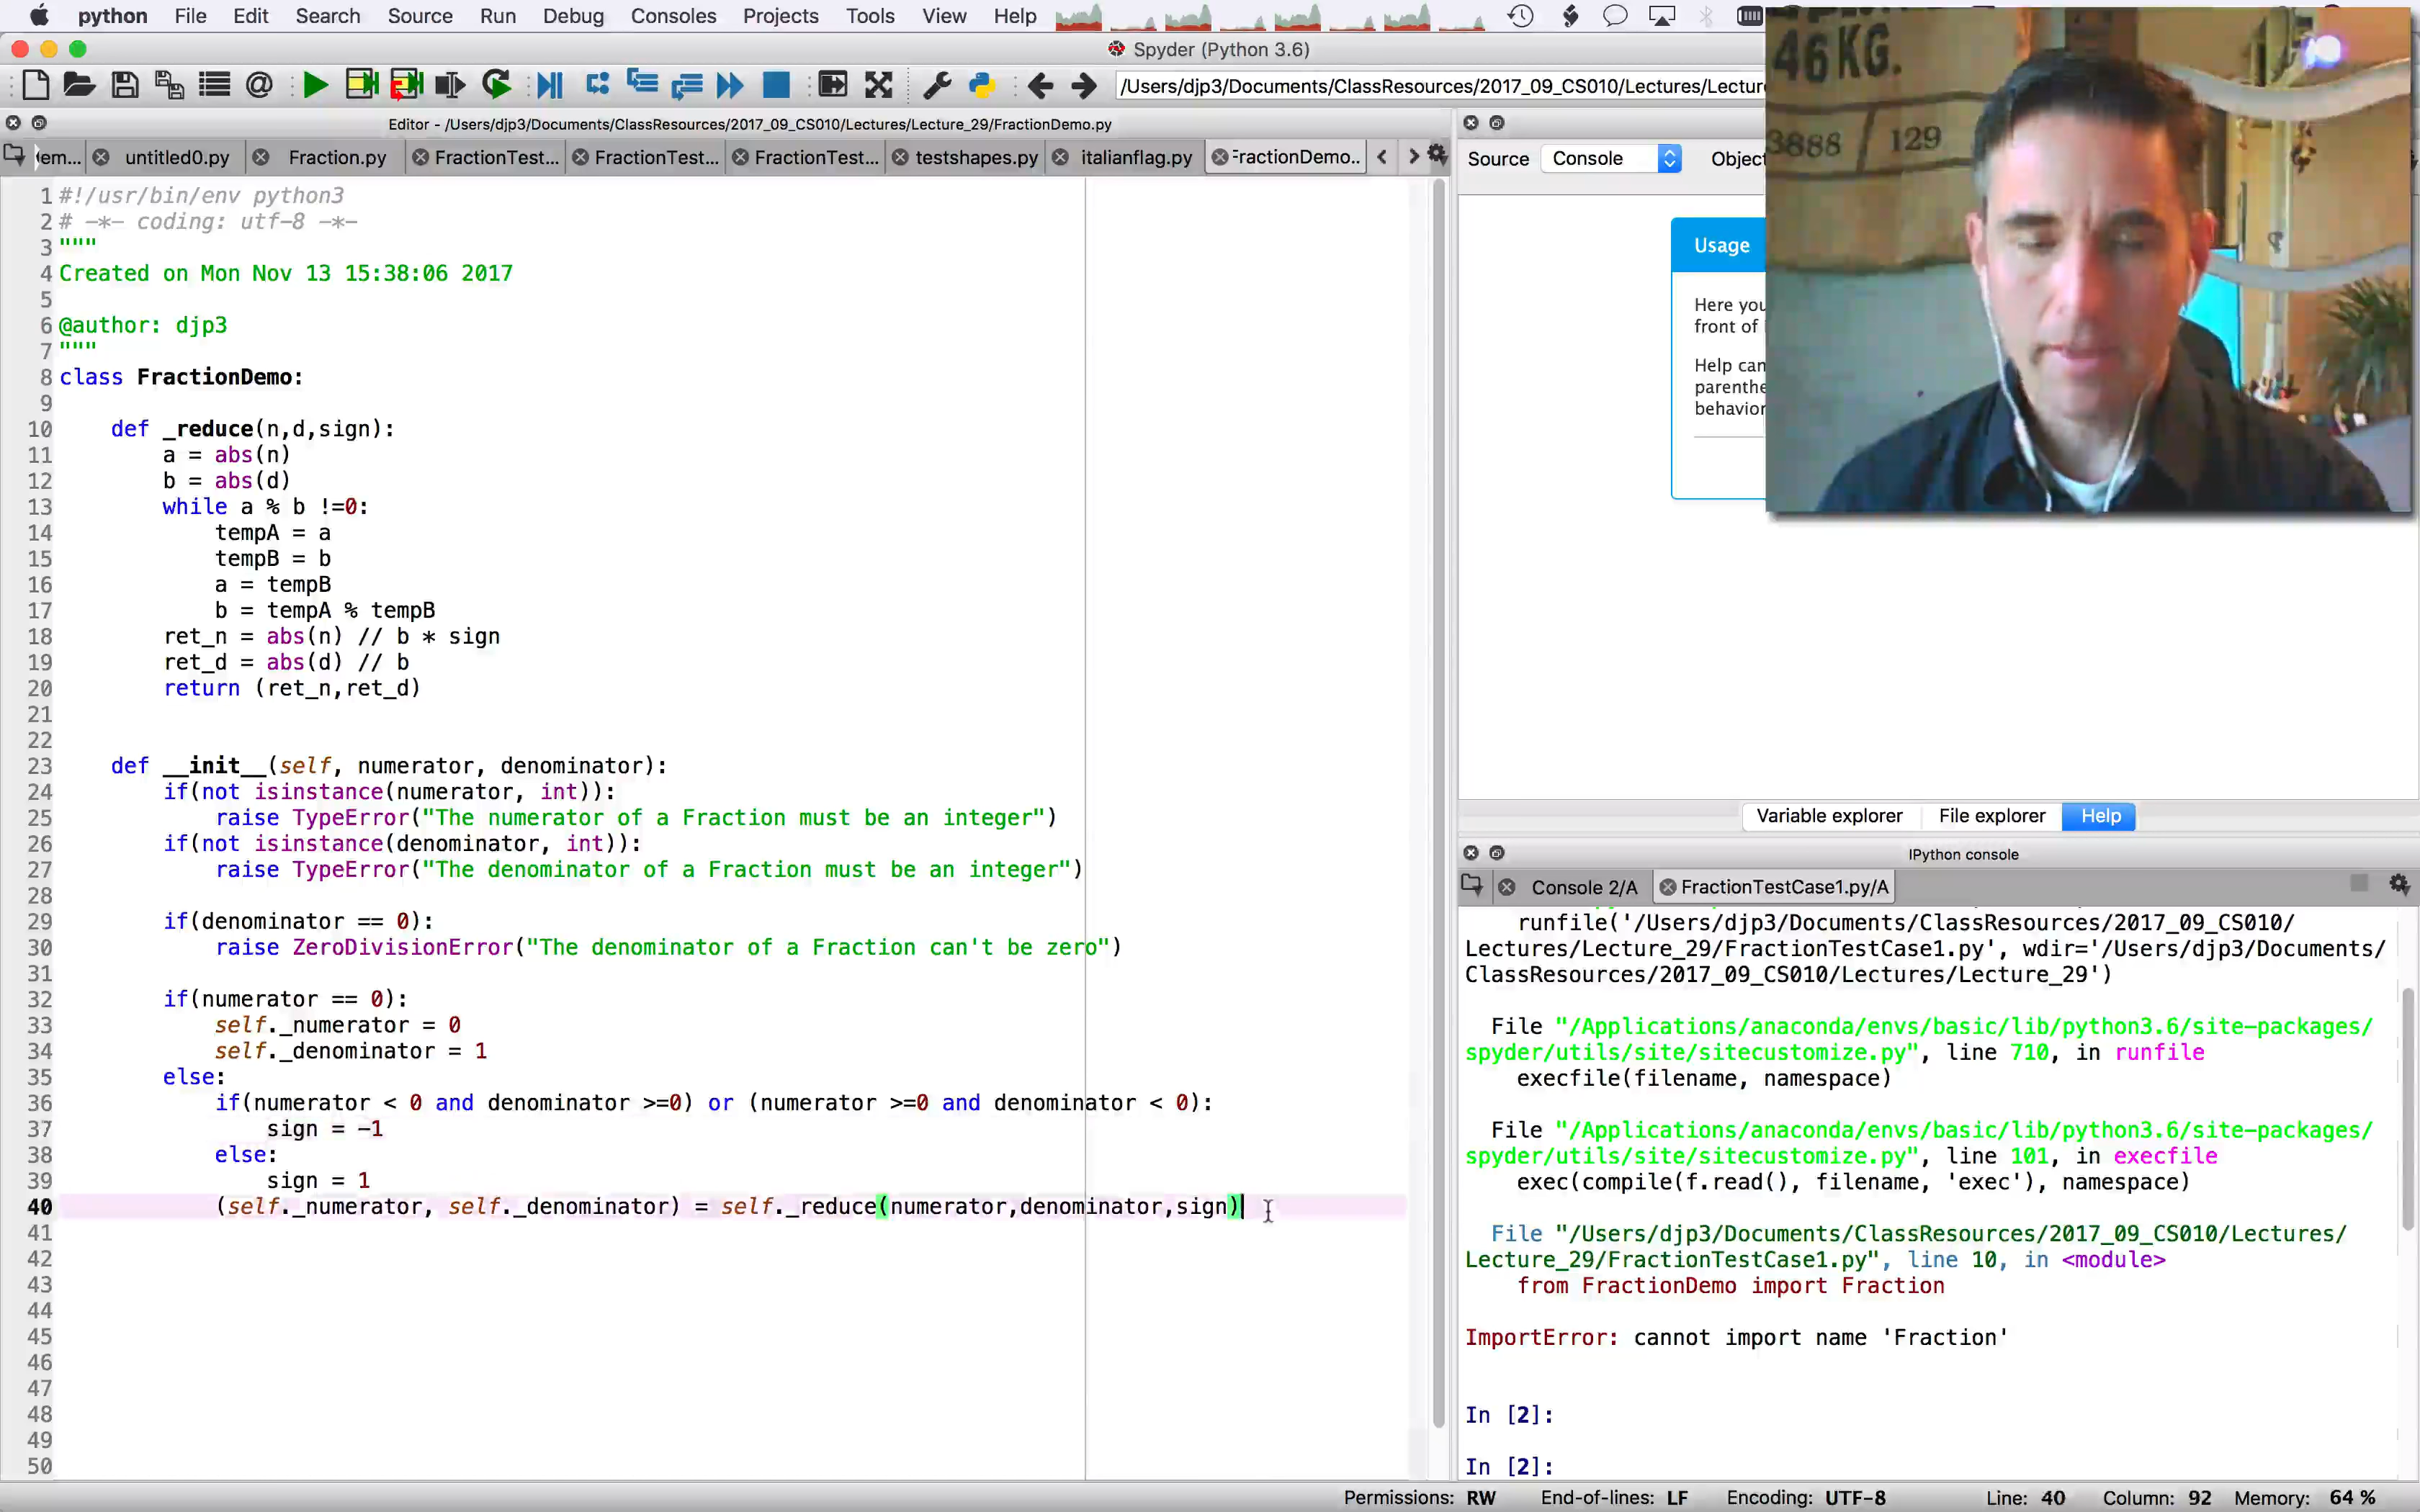 python File Edit Search Source Run Debug Consoles Projects Tools View Help
46 KG.
3888 129
Spyder (Python 3.6)
/Users/djp3/Documents/ClassResources/2017_09_CS010/Lectures/Lectur
Editor - /Users/djp3/Documents/ClassResources/2017_09_CS010/Lectures/Lecture_29/FractionDemo.py
em... untitled0.py Fraction.py FractionTest... FractionTest... FractionTest... testshapes.py italianflag.py FractionDemo..
Source Console Object
Usage
Here you
front of
Help can
parenthe
behavior
1 #!/usr/bin/env python3
2 # -*- coding: utf-8 -*-
3 """
4 Created on Mon Nov 13 15:38:06 2017
5
6 @author: djp3
7 """
8 class FractionDemo:
9
10     def _reduce(n,d,sign):
11         a = abs(n)
12         b = abs(d)
13         while a % b !=0:
14             tempA = a
15             tempB = b
16             a = tempB
17             b = tempA % tempB
18         ret_n = abs(n) // b * sign
19         ret_d = abs(d) // b
20         return (ret_n,ret_d)
21
22
23     def __init__(self, numerator, denominator):
24         if(not isinstance(numerator, int)):
25             raise TypeError("The numerator of a Fraction must be an integer")
26         if(not isinstance(denominator, int)):
27             raise TypeError("The denominator of a Fraction must be an integer")
28
29         if(denominator == 0):
30             raise ZeroDivisionError("The denominator of a Fraction can't be zero")
31
32         if(numerator == 0):
33             self._numerator = 0
34             self._denominator = 1
35         else:
36             if(numerator < 0 and denominator >=0) or (numerator >=0 and denominator < 0):
37                 sign = -1
38             else:
39                 sign = 1
40             (self._numerator, self._denominator) = self._reduce(numerator,denominator,sign)
41
42
43
44
45
46
47
48
49
50
Variable explorer File explorer Help
IPython console
Console 2/A FractionTestCase1.py/A
runfile('/Users/djp3/Documents/ClassResources/2017_09_CS010/
Lectures/Lecture_29/FractionTestCase1.py', wdir='/Users/djp3/Documents/
ClassResources/2017_09_CS010/Lectures/Lecture_29')
File "/Applications/anaconda/envs/basic/lib/python3.6/site-packages/
spyder/utils/site/sitecustomize.py", line 710, in runfile
execfile(filename, namespace)
File "/Applications/anaconda/envs/basic/lib/python3.6/site-packages/
spyder/utils/site/sitecustomize.py", line 101, in execfile
exec(compile(f.read(), filename, 'exec'), namespace)
File "/Users/djp3/Documents/ClassResources/2017_09_CS010/Lectures/
Lecture_29/FractionTestCase1.py", line 10, in <module>
from FractionDemo import Fraction
ImportError: cannot import name 'Fraction'
In [2]:
In [2]:
Permissions: RW End-of-lines: LF Encoding: UTF-8 Line: 40 Column: 92 Memory: 64 %